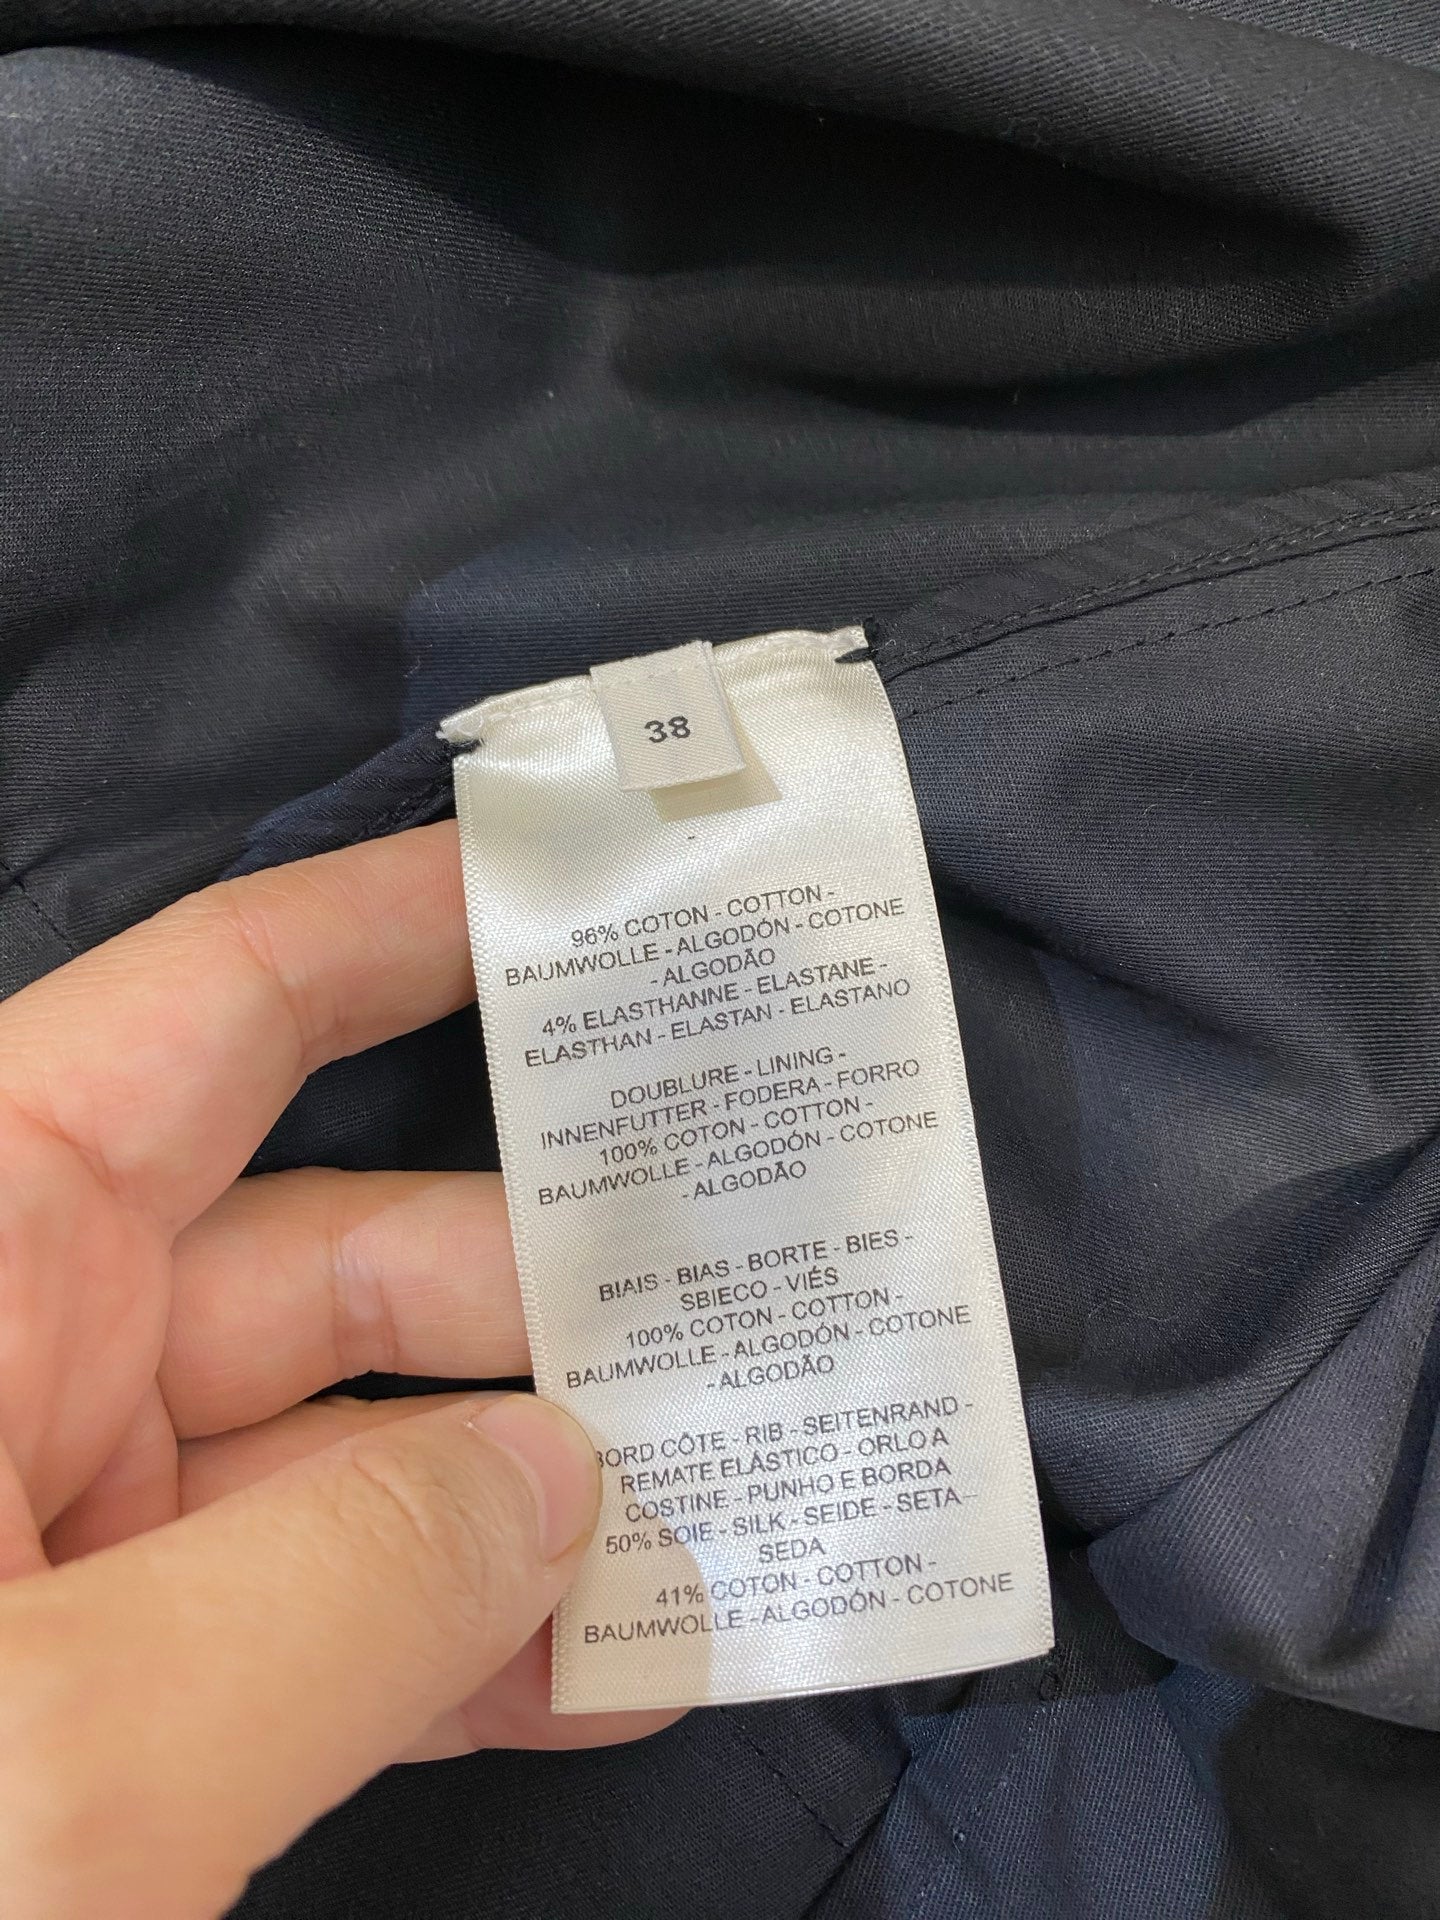 38
96% COTON - COTTON -
BAUMWOLLE - ALGODÓN - COTONE
- ALGODÃO
4% ELASTHANNE - ELASTANE -
ELASTHAN - ELASTAN - ELASTANO
DOUBLURE - LINING -
INNENFUTTER - FODERA - FORRO
100% COTON - COTTON -
BAUMWOLLE - ALGODÓN - COTONE
- ALGODÃO
BIAIS - BIAS - BORTE - BIES -
SBIECO - VIÉS
100% COTON - COTTON -
BAUMWOLLE - ALGODÓN - COTONE
- ALGODÃO
BORD CÔTE - RIB - SEITENRAND -
REMATE ELÁSTICO - ORLO A
COSTINE - PUNHO E BORDA
50% SOIE - SILK - SEIDE - SETA -
SEDA
41% COTON - COTTON -
BAUMWOLLE - ALGODÓN - COTONE